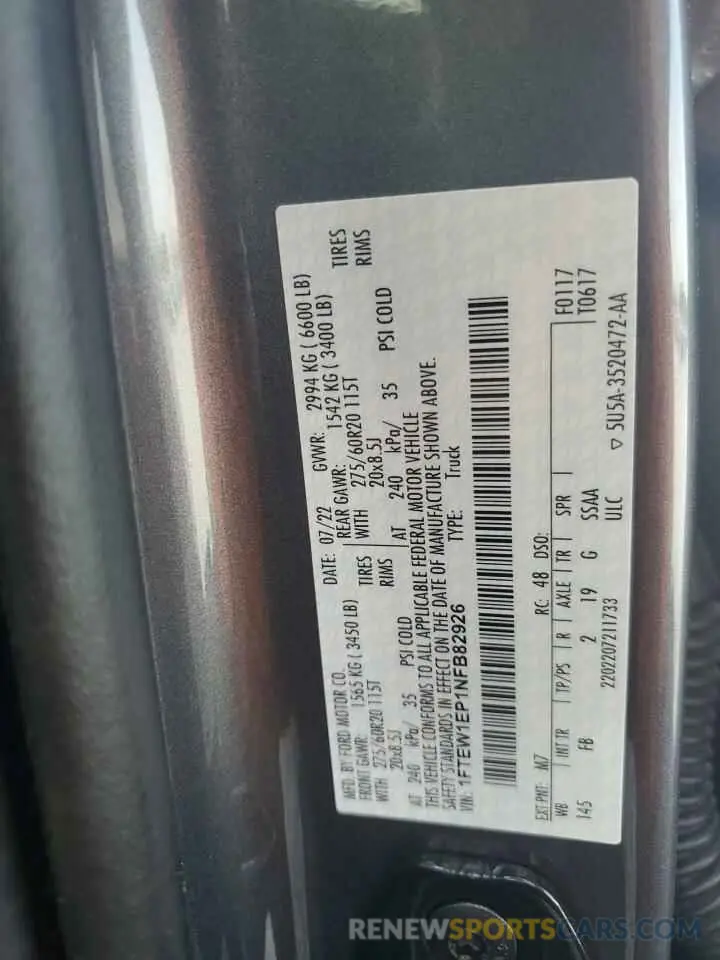 MFD. BY FORD MOTOR CO.
DATE: 07/22 GVWR: 2994 KG ( 6600 LB)
FRONT GAWR: 1565 KG ( 3450 LB)
REAR GAWR: 1542 KG ( 3400 LB)
WITH 275/60R20 115T TIRES
WITH 275/60R20 115T TIRES
20x8.5J RIMS
20x8.5J RIMS
AT 240 kPa/ 35 PSI COLD
AT 240 kPa/ 35 PSI COLD
THIS VEHICLE CONFORMS TO ALL APPLICABLE FEDERAL MOTOR VEHICLE
SAFETY STANDARDS IN EFFECT ON THE DATE OF MANUFACTURE SHOWN ABOVE.
VIN: 1FTEW1EP1NFB82926 TYPE: Truck
EXT PNT: M7 RC: 48 DSO:
WB INT TR TP/PS R AXLE TR SPR F0117
145 FB 2 19 G SSAA T0617
2202207211733 ULC
▽ 5U5A-3520472-AA
RENEWSPORTSCARS.COM